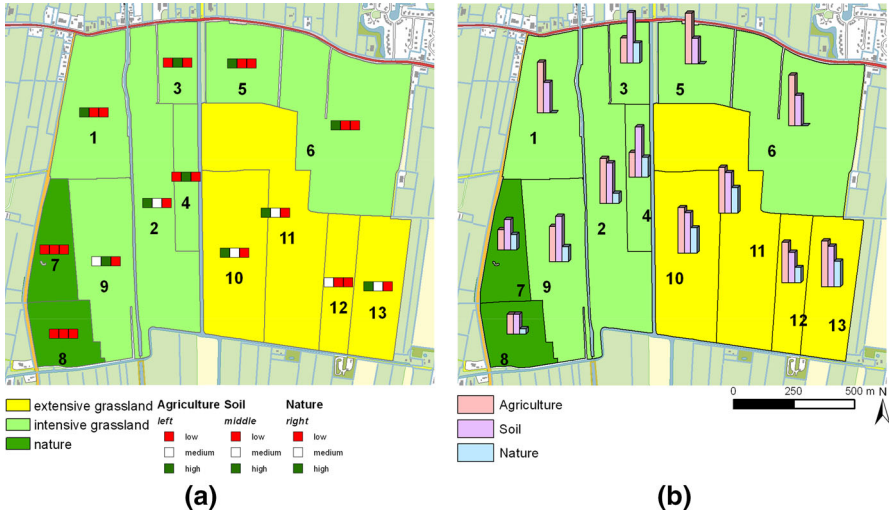 3
5
1
6
4
2
11
7
9
10
12
13
8
extensive grassland
intensive grassland
nature
Agriculture Soil Nature
left middle right
low low low
medium medium medium
high high high
(a)
3
5
1
6
4
2
11
10
7
9
12
13
8
Agriculture
Soil
Nature
0 250 500 m N
(b)